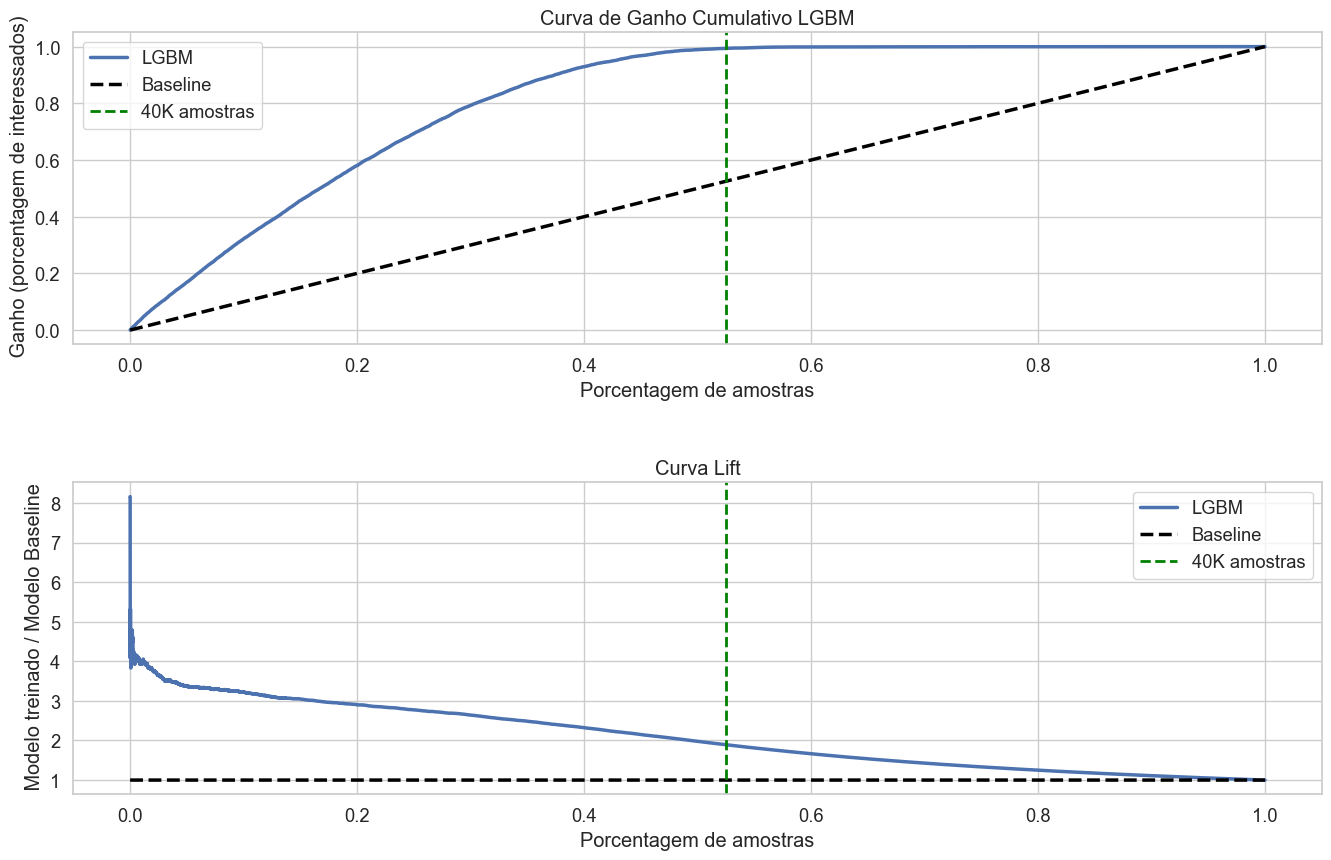 Curva de Ganho Cumulativo LGBM
Ganho (porcentagem de interessados)
1.0
0.8
0.6
0.4
0.2
0.0
LGBM
Baseline
40K amostras
0.0 0.2 0.4 0.6 0.8 1.0
Porcentagem de amostras
Curva Lift
Modelo treinado / Modelo Baseline
8
7
6
5
4
3
2
1
LGBM
Baseline
40K amostras
0.0 0.2 0.4 0.6 0.8 1.0
Porcentagem de amostras